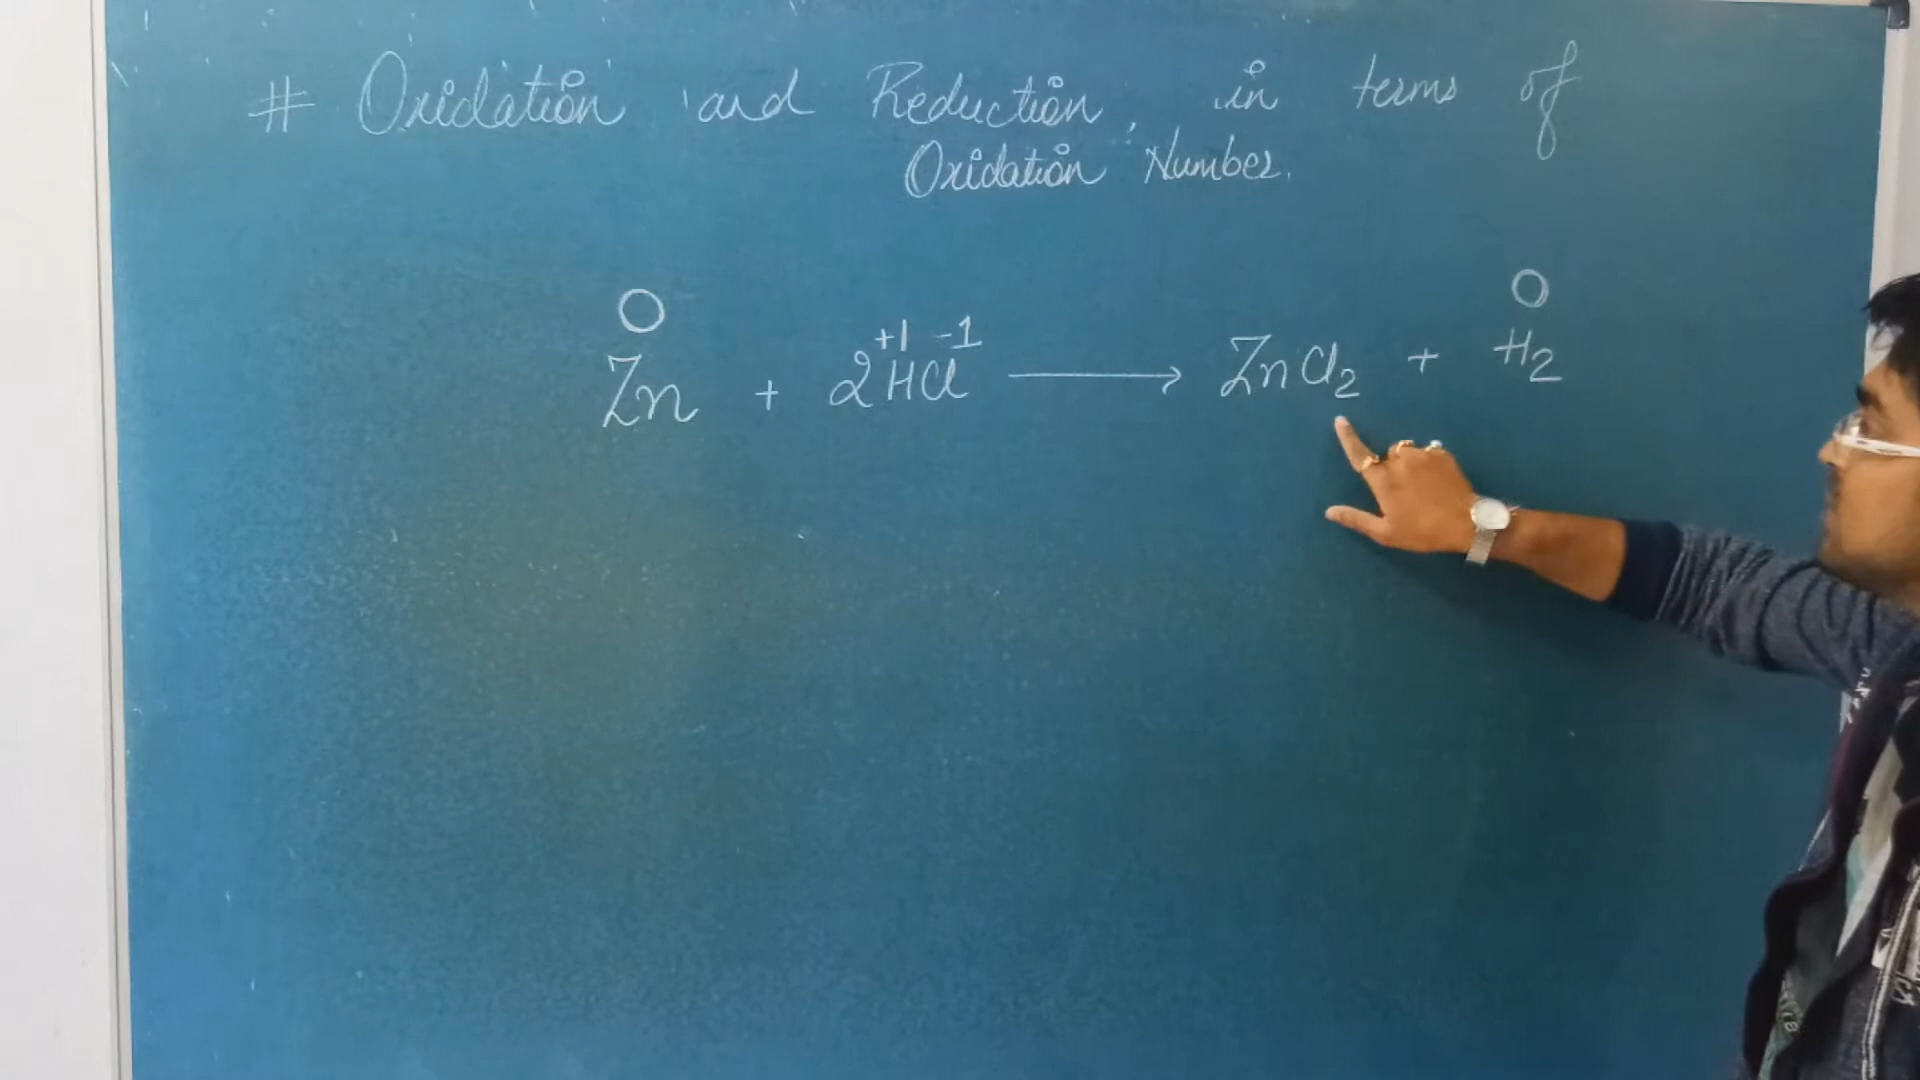 # Oxidation and Reduction in terms of
Oxidation Number.
0 +1 -1 0
Zn + 2HCl ⟶ ZnCl₂ + H₂